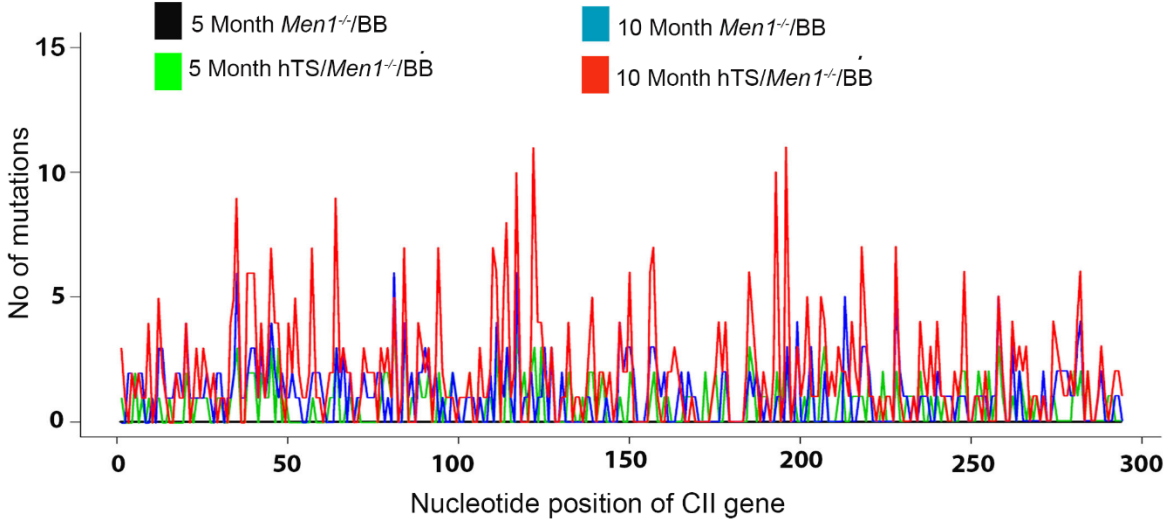 5 Month Men1-/-/BB
10 Month Men1-/-/BB
5 Month hTS/Men1-/-/BB
10 Month hTS/Men1-/-/BB
15
10
5
0
No of mutations
0 50 100 150 200 250 300
Nucleotide position of CII gene